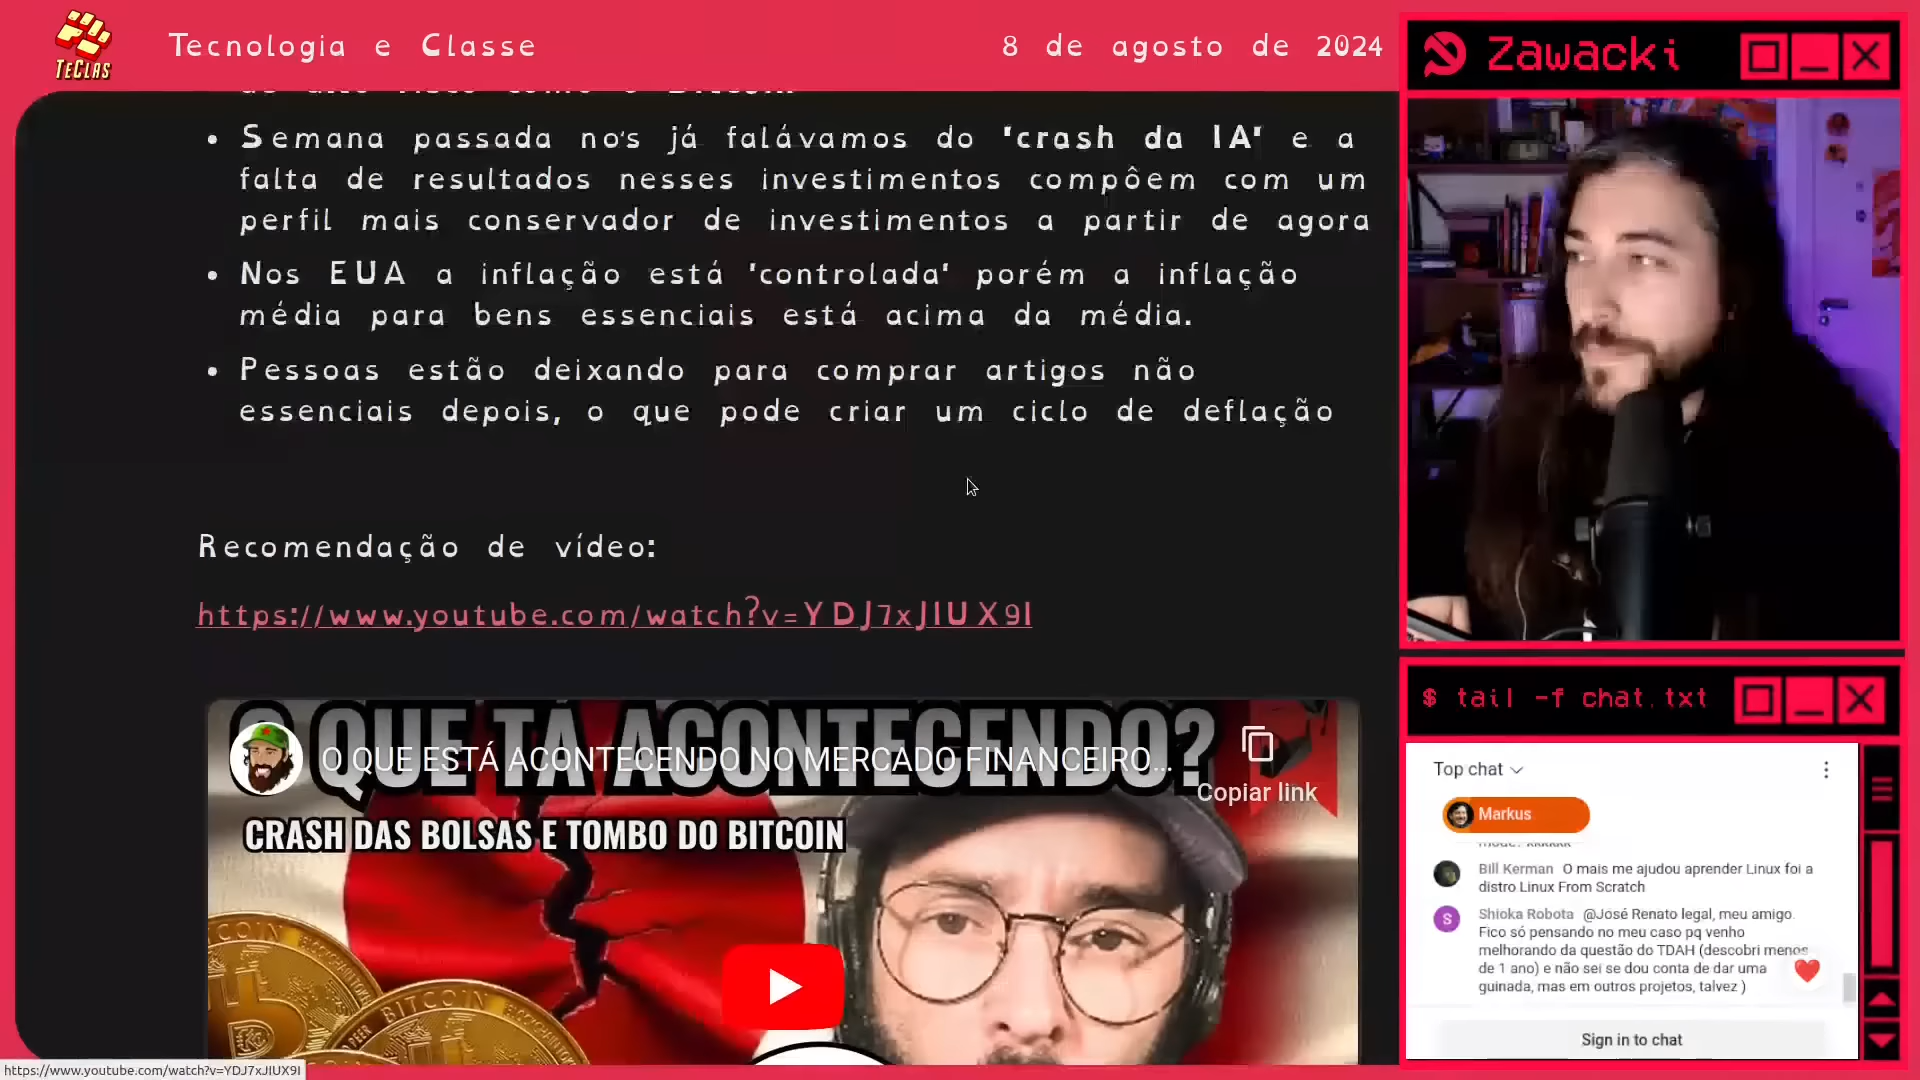 TECLAS
Tecnologia e Classe
8 de agosto de 2024
• Semana passada nós já falávamos do 'crash da IA' e a
falta de resultados nesses investimentos compõem com um
perfil mais conservador de investimentos a partir de agora
• Nos EUA a inflação está 'controlada' porém a inflação
média para bens essenciais está acima da média.
• Pessoas estão deixando para comprar artigos não
essenciais depois, o que pode criar um ciclo de deflação
Recomendação de vídeo:
https://www.youtube.com/watch?v=YDJ7xJIUX9I
O QUE TÁ ACONTECENDO?
O QUE ESTÁ ACONTECENDO NO MERCADO FINANCEIRO...
Copiar link
CRASH DAS BOLSAS E TOMBO DO BITCOIN
BITCOIN
https://www.youtube.com/watch?v=YDJ7xJIUX9I
Zawacki
$ tail -f chat.txt
Top chat
Markus
Bill Kerman O mais me ajudou aprender Linux foi a
distro Linux From Scratch
S
Shioka Robota @José Renato legal, meu amigo.
Fico só pensando no meu caso pq venho
melhorando da questão do TDAH (descobri menos
de 1 ano) e não sei se dou conta de dar uma
guinada, mas em outros projetos, talvez )
Sign in to chat